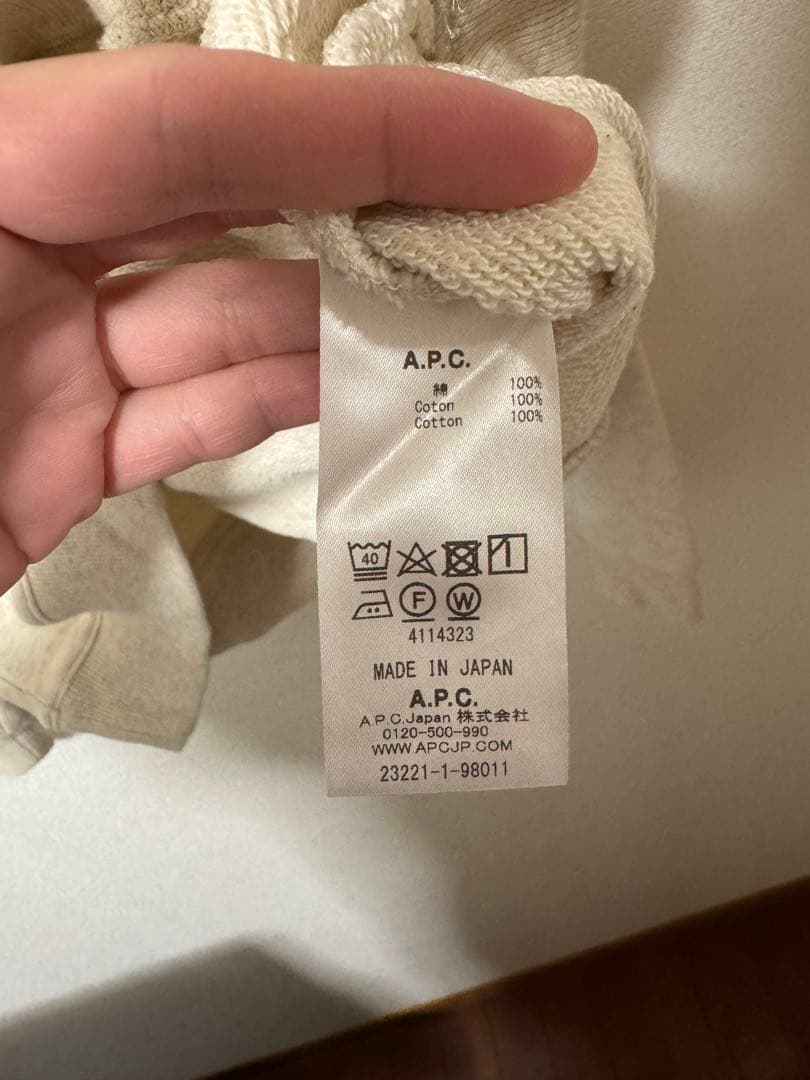 A.P.C.
綿 100%
Coton 100%
Cotton 100%
40
F W
4114323
MADE IN JAPAN
A.P.C.
A.P.C.Japan 株式会社
0120-500-990
WWW.APCJP.COM
23221-1-98011